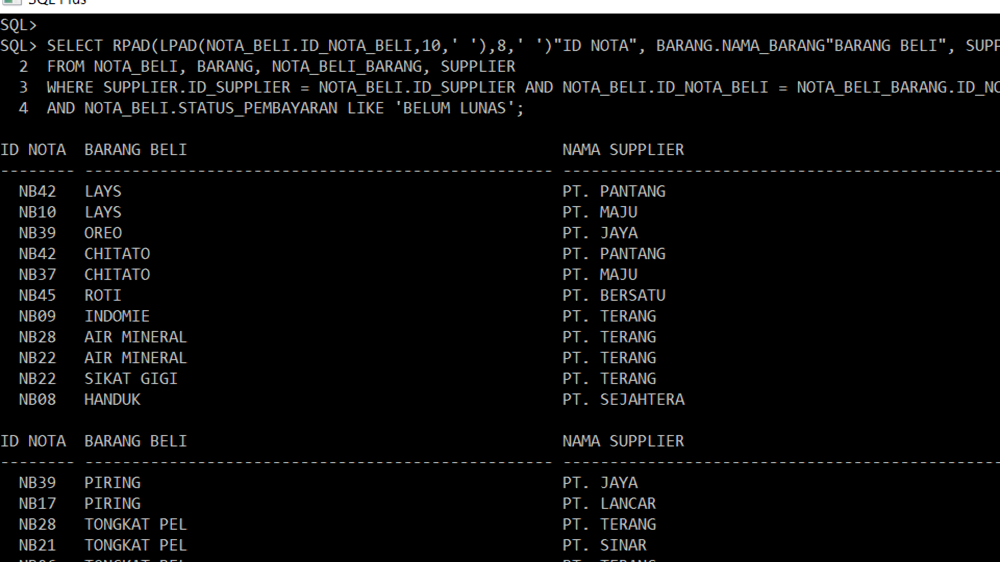 SQL Plus
SQL>
SQL> SELECT RPAD(LPAD(NOTA_BELI.ID_NOTA_BELI,10,' '),8,' ')"ID NOTA", BARANG.NAMA_BARANG"BARANG BELI", SUPP
2 FROM NOTA_BELI, BARANG, NOTA_BELI_BARANG, SUPPLIER
3 WHERE SUPPLIER.ID_SUPPLIER = NOTA_BELI.ID_SUPPLIER AND NOTA_BELI.ID_NOTA_BELI = NOTA_BELI_BARANG.ID_NO
4 AND NOTA_BELI.STATUS_PEMBAYARAN LIKE 'BELUM LUNAS';
ID NOTA BARANG BELI NAMA SUPPLIER
-------- -------------------------------------------------- -----------------------------------------------
NB42 LAYS PT. PANTANG
NB10 LAYS PT. MAJU
NB39 OREO PT. JAYA
NB42 CHITATO PT. PANTANG
NB37 CHITATO PT. MAJU
NB45 ROTI PT. BERSATU
NB09 INDOMIE PT. TERANG
NB28 AIR MINERAL PT. TERANG
NB22 AIR MINERAL PT. TERANG
NB22 SIKAT GIGI PT. TERANG
NB08 HANDUK PT. SEJAHTERA
ID NOTA BARANG BELI NAMA SUPPLIER
-------- -------------------------------------------------- -----------------------------------------------
NB39 PIRING PT. JAYA
NB17 PIRING PT. LANCAR
NB28 TONGKAT PEL PT. TERANG
NB21 TONGKAT PEL PT. SINAR
TONGKAT PEL PT. TERANG